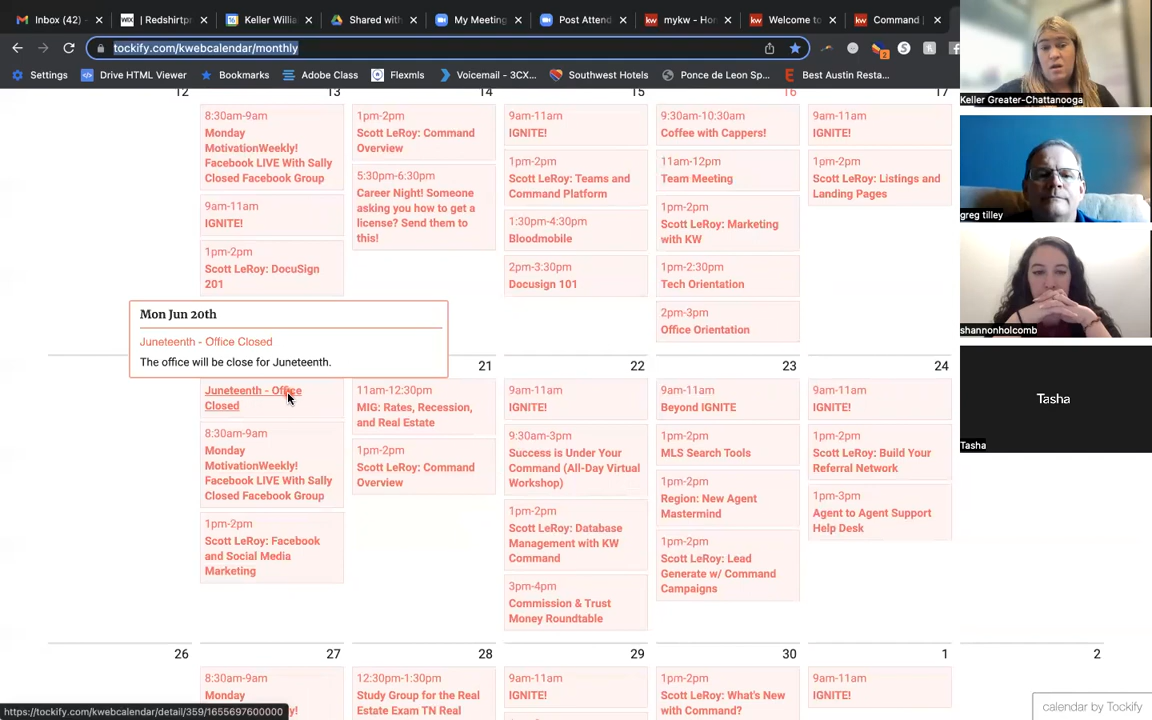 Inbox (42) -
| Redshirtpr
Keller Willia
Shared with
My Meeting
Post Attend
mykw - Ho
Welcome to
Command |
tockify.com/kwebcalendar/monthly
Settings
Drive HTML Viewer
Bookmarks
Adobe Class
Flexmls
Voicemail - 3CX...
Southwest Hotels
Ponce de Leon Sp...
Best Austin Resta...
12
13
14
15
16
17
8:30am-9am
Monday
MotivationWeekly!
Facebook LIVE With Sally
Closed Facebook Group
9am-11am
IGNITE!
1pm-2pm
Scott LeRoy: DocuSign
201
1pm-2pm
Scott LeRoy: Command
Overview
5:30pm-6:30pm
Career Night! Someone
asking you how to get a
license? Send them to
this!
9am-11am
IGNITE!
1pm-2pm
Scott LeRoy: Teams and
Command Platform
1:30pm-4:30pm
Bloodmobile
2pm-3:30pm
Docusign 101
9:30am-10:30am
Coffee with Cappers!
11am-12pm
Team Meeting
1pm-2pm
Scott LeRoy: Marketing
with KW
1pm-2:30pm
Tech Orientation
2pm-3pm
Office Orientation
9am-11am
IGNITE!
1pm-2pm
Scott LeRoy: Listings and
Landing Pages
Mon Jun 20th
Juneteenth - Office Closed
The office will be close for Juneteenth.
21
22
23
24
Juneteenth - Office
Closed
8:30am-9am
Monday
MotivationWeekly!
Facebook LIVE With Sally
Closed Facebook Group
1pm-2pm
Scott LeRoy: Facebook
and Social Media
Marketing
11am-12:30pm
MIG: Rates, Recession,
and Real Estate
1pm-2pm
Scott LeRoy: Command
Overview
9am-11am
IGNITE!
9:30am-3pm
Success is Under Your
Command (All-Day Virtual
Workshop)
1pm-2pm
Scott LeRoy: Database
Management with KW
Command
3pm-4pm
Commission & Trust
Money Roundtable
9am-11am
Beyond IGNITE
1pm-2pm
MLS Search Tools
1pm-2pm
Region: New Agent
Mastermind
1pm-2pm
Scott LeRoy: Lead
Generate w/ Command
Campaigns
9am-11am
IGNITE!
1pm-2pm
Scott LeRoy: Build Your
Referral Network
1pm-3pm
Agent to Agent Support
Help Desk
26
27
28
29
30
1
2
8:30am-9am
Monday
12:30pm-1:30pm
Study Group for the Real
Estate Exam TN Real
9am-11am
IGNITE!
1pm-2pm
Scott LeRoy: What's New
with Command?
9am-11am
IGNITE!
https://tockify.com/kwebcalendar/detail/359/1655697600000
ly!
calendar by Tockify
Keller Greater-Chattanooga
greg tilley
shannonholcomb
Tasha
Tasha